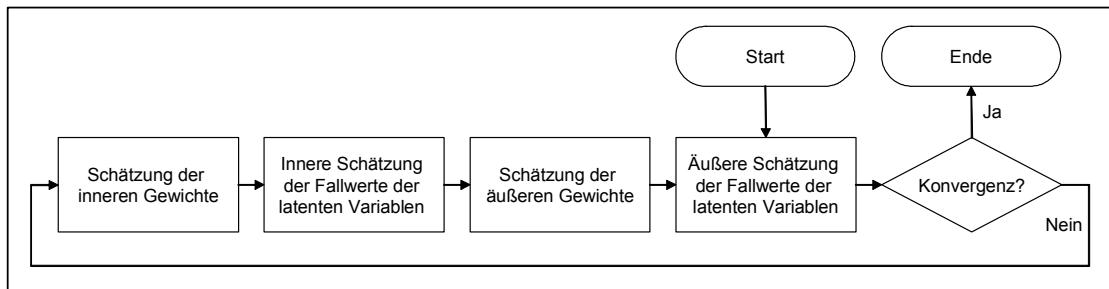 Start
Ende
Ja
Schätzung der
inneren Gewichte
Innere Schätzung
der Fallwerte der
latenten Variablen
Schätzung der
äußeren Gewichte
Äußere Schätzung
der Fallwerte der
latenten Variablen
Konvergenz?
Nein